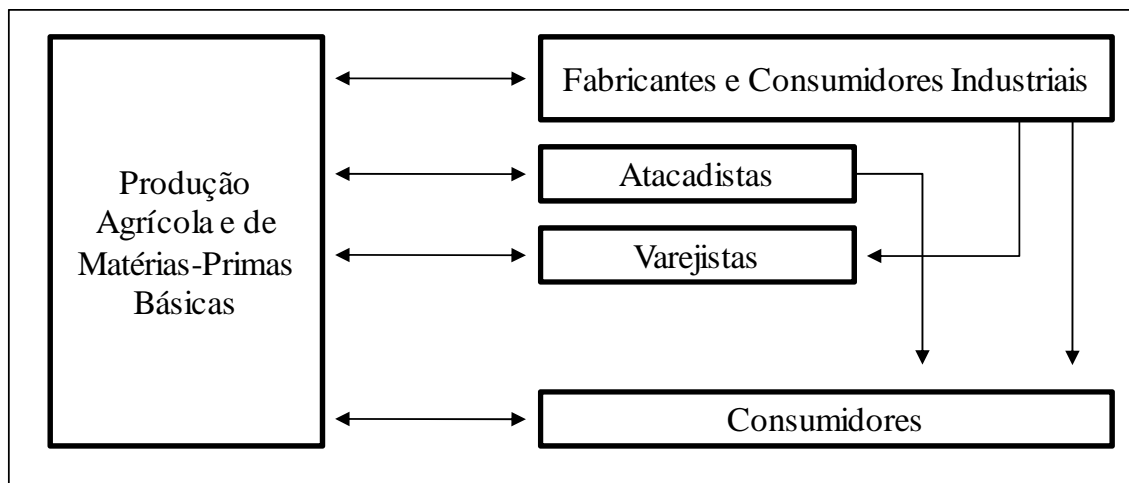 Produção
Agrícola e de
Matérias-Primas
Básicas
Fabricantes e Consumidores Industriais
Atacadistas
Varejistas
Consumidores